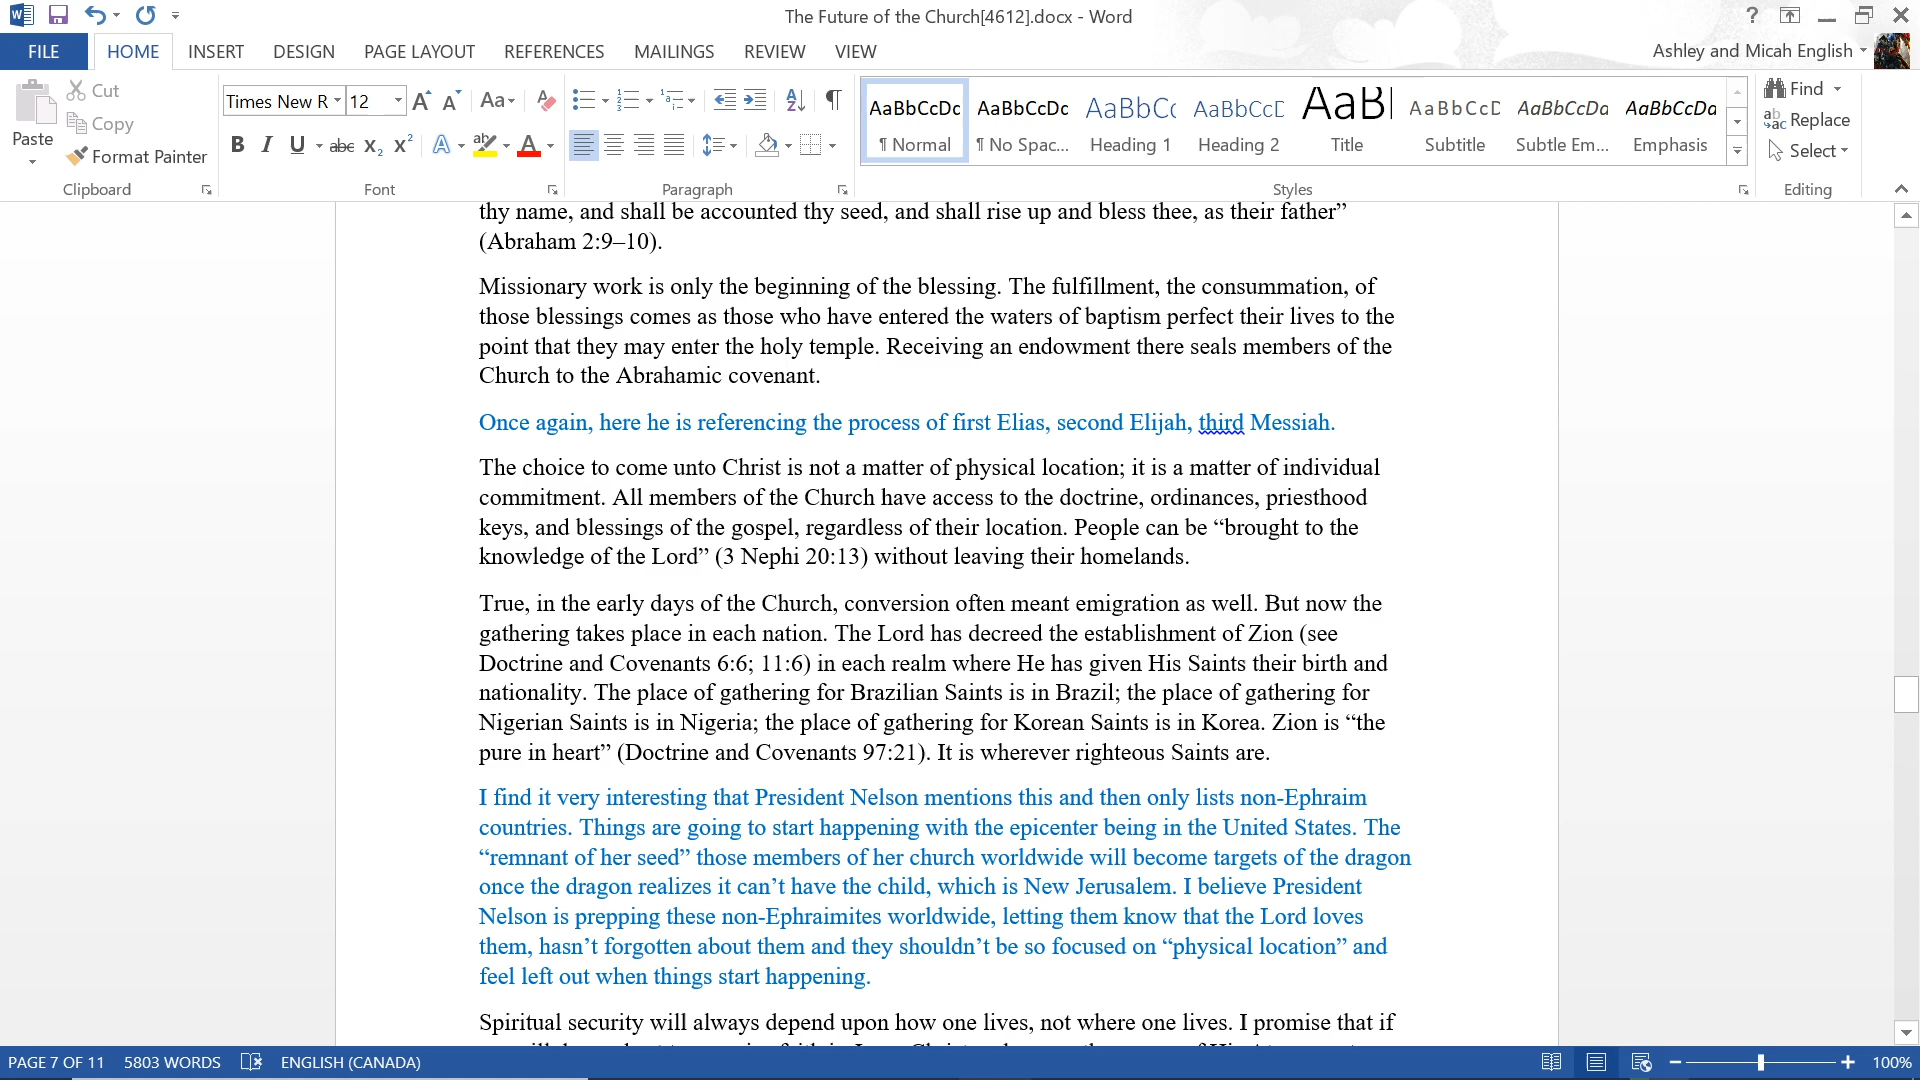 The Future of the Church[4612].docx - Word
FILE HOME INSERT DESIGN PAGE LAYOUT REFERENCES MAILINGS REVIEW VIEW
Ashley and Micah English
Paste
Cut
Copy
Format Painter
Clipboard
Times New R 12
Font
Paragraph
AaBbCcDc AaBbCcDc AaBbCc AaBbCcD AaBl AaBbCcD AaBbCcDa AaBbCcDa
¶ Normal ¶ No Spac... Heading 1 Heading 2 Title Subtitle Subtle Em... Emphasis
Styles
Find
Replace
Select
Editing
thy name, and shall be accounted thy seed, and shall rise up and bless thee, as their father”
(Abraham 2:9–10).
Missionary work is only the beginning of the blessing. The fulfillment, the consummation, of
those blessings comes as those who have entered the waters of baptism perfect their lives to the
point that they may enter the holy temple. Receiving an endowment there seals members of the
Church to the Abrahamic covenant.
Once again, here he is referencing the process of first Elias, second Elijah, third Messiah.
The choice to come unto Christ is not a matter of physical location; it is a matter of individual
commitment. All members of the Church have access to the doctrine, ordinances, priesthood
keys, and blessings of the gospel, regardless of their location. People can be “brought to the
knowledge of the Lord” (3 Nephi 20:13) without leaving their homelands.
True, in the early days of the Church, conversion often meant emigration as well. But now the
gathering takes place in each nation. The Lord has decreed the establishment of Zion (see
Doctrine and Covenants 6:6; 11:6) in each realm where He has given His Saints their birth and
nationality. The place of gathering for Brazilian Saints is in Brazil; the place of gathering for
Nigerian Saints is in Nigeria; the place of gathering for Korean Saints is in Korea. Zion is “the
pure in heart” (Doctrine and Covenants 97:21). It is wherever righteous Saints are.
I find it very interesting that President Nelson mentions this and then only lists non-Ephraim
countries. Things are going to start happening with the epicenter being in the United States. The
“remnant of her seed” those members of her church worldwide will become targets of the dragon
once the dragon realizes it can’t have the child, which is New Jerusalem. I believe President
Nelson is prepping these non-Ephraimites worldwide, letting them know that the Lord loves
them, hasn’t forgotten about them and they shouldn’t be so focused on “physical location” and
feel left out when things start happening.
Spiritual security will always depend upon how one lives, not where one lives. I promise that if
PAGE 7 OF 11 5803 WORDS ENGLISH (CANADA) 100%